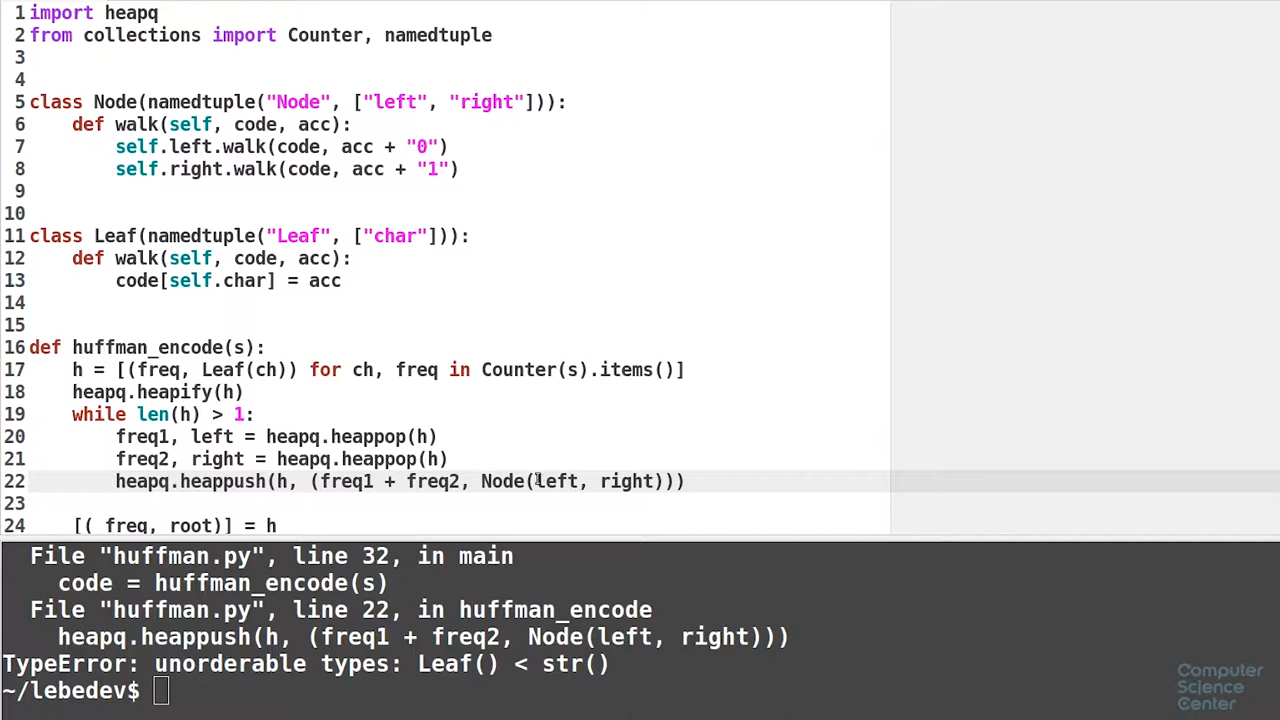 1 import heapq
2 from collections import Counter, namedtuple
3
4
5 class Node(namedtuple("Node", ["left", "right"])):
6     def walk(self, code, acc):
7         self.left.walk(code, acc + "0")
8         self.right.walk(code, acc + "1")
9
10
11 class Leaf(namedtuple("Leaf", ["char"])):
12     def walk(self, code, acc):
13         code[self.char] = acc
14
15
16 def huffman_encode(s):
17     h = [(freq, Leaf(ch)) for ch, freq in Counter(s).items()]
18     heapq.heapify(h)
19     while len(h) > 1:
20         freq1, left = heapq.heappop(h)
21         freq2, right = heapq.heappop(h)
22         heapq.heappush(h, (freq1 + freq2, Node(left, right)))
23
24     [( freq, root)] = h
File "huffman.py", line 32, in main
code = huffman_encode(s)
File "huffman.py", line 22, in huffman_encode
heapq.heappush(h, (freq1 + freq2, Node(left, right)))
TypeError: unorderable types: Leaf() < str()
~/lebedev$
Computer
Science
Center